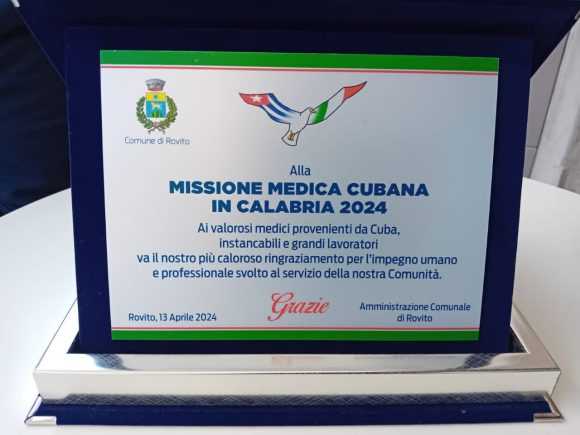 Comune di Rovito
Alla
MISSIONE MEDICA CUBANA
IN CALABRIA 2024
Ai valorosi medici provenienti da Cuba,
instancabili e grandi lavoratori
va il nostro più caloroso ringraziamento per l'impegno umano
e professionale svolto al servizio della nostra Comunità.
Grazie
Rovito, 13 Aprile 2024
Amministrazione Comunale
di Rovito